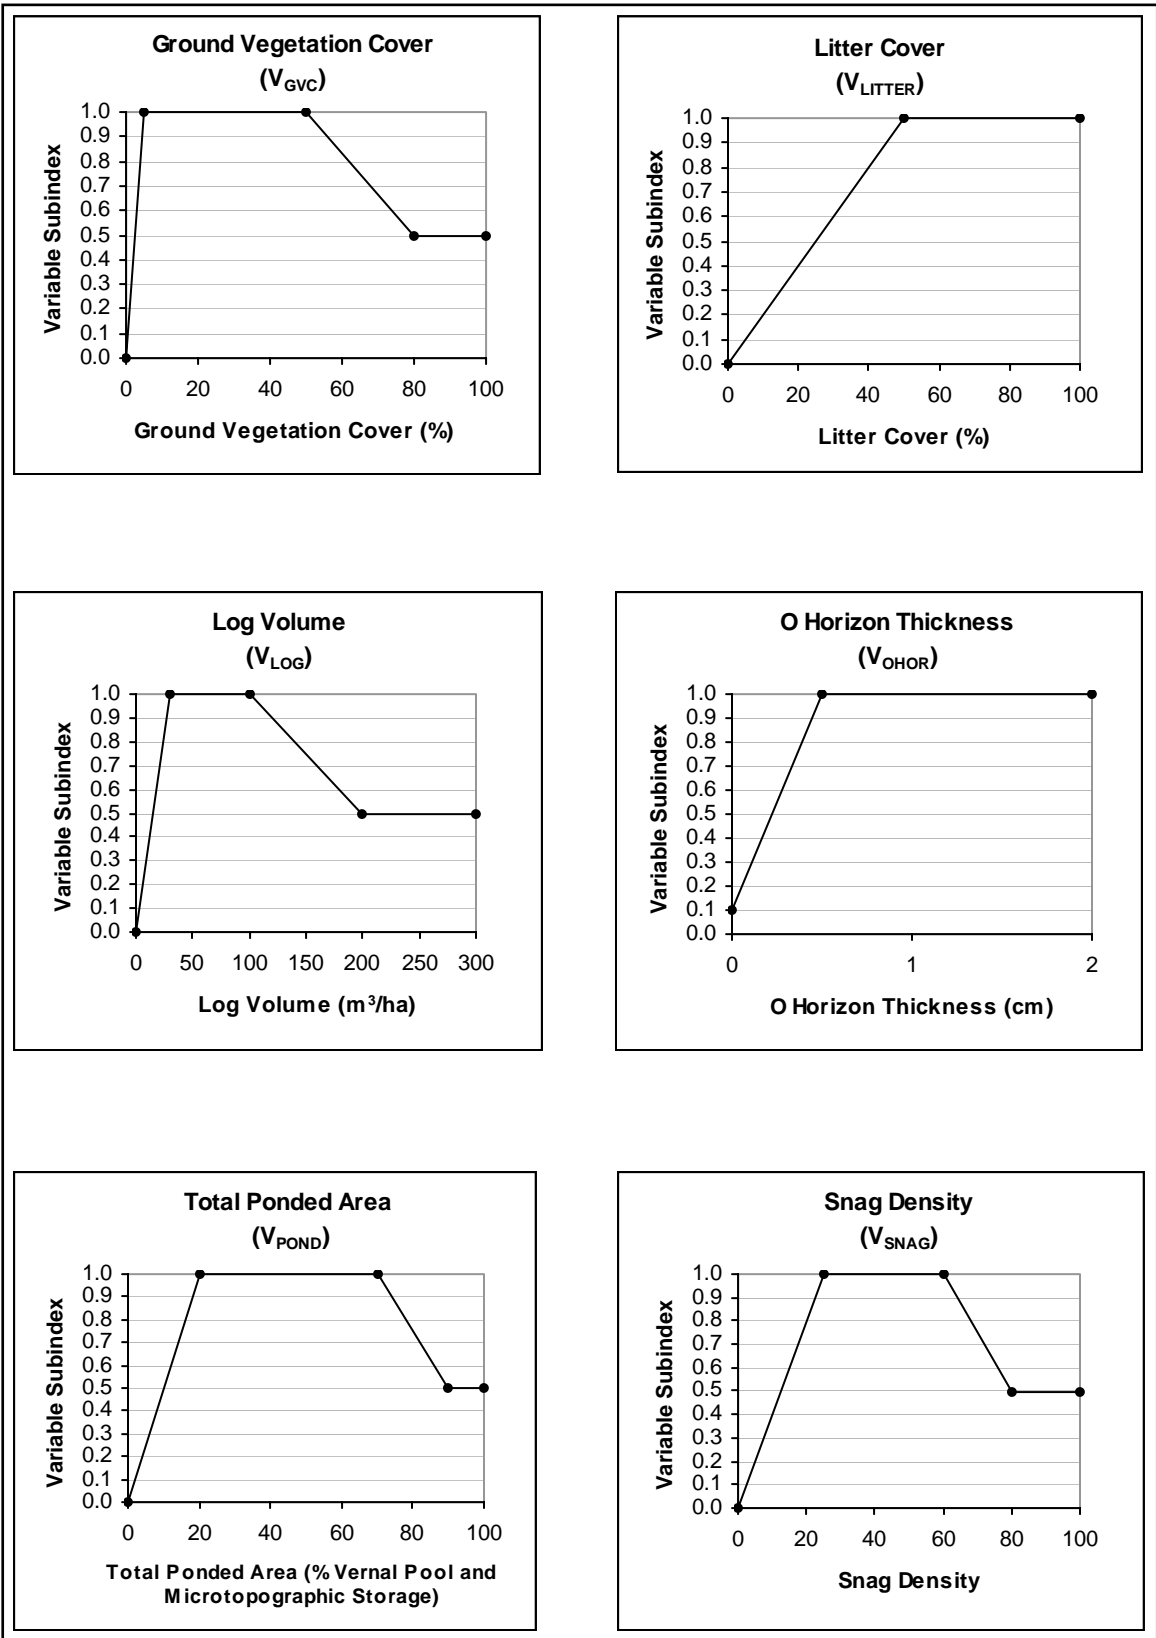 Ground Vegetation Cover
(V_GVC)
Variable Subindex
1.0
0.9
0.8
0.7
0.6
0.5
0.4
0.3
0.2
0.1
0.0
0 20 40 60 80 100
Ground Vegetation Cover (%)
Litter Cover
(V_LITTER)
Variable Subindex
1.0
0.9
0.8
0.7
0.6
0.5
0.4
0.3
0.2
0.1
0.0
0 20 40 60 80 100
Litter Cover (%)
Log Volume
(V_LOG)
Variable Subindex
1.0
0.9
0.8
0.7
0.6
0.5
0.4
0.3
0.2
0.1
0.0
0 50 100 150 200 250 300
Log Volume (m³/ha)
O Horizon Thickness
(V_OHOR)
Variable Subindex
1.0
0.9
0.8
0.7
0.6
0.5
0.4
0.3
0.2
0.1
0.0
0 1 2
O Horizon Thickness (cm)
Total Ponded Area
(V_POND)
Variable Subindex
1.0
0.9
0.8
0.7
0.6
0.5
0.4
0.3
0.2
0.1
0.0
0 20 40 60 80 100
Total Ponded Area (% Vernal Pool and
Microtopographic Storage)
Snag Density
(V_SNAG)
Variable Subindex
1.0
0.9
0.8
0.7
0.6
0.5
0.4
0.3
0.2
0.1
0.0
0 20 40 60 80 100
Snag Density